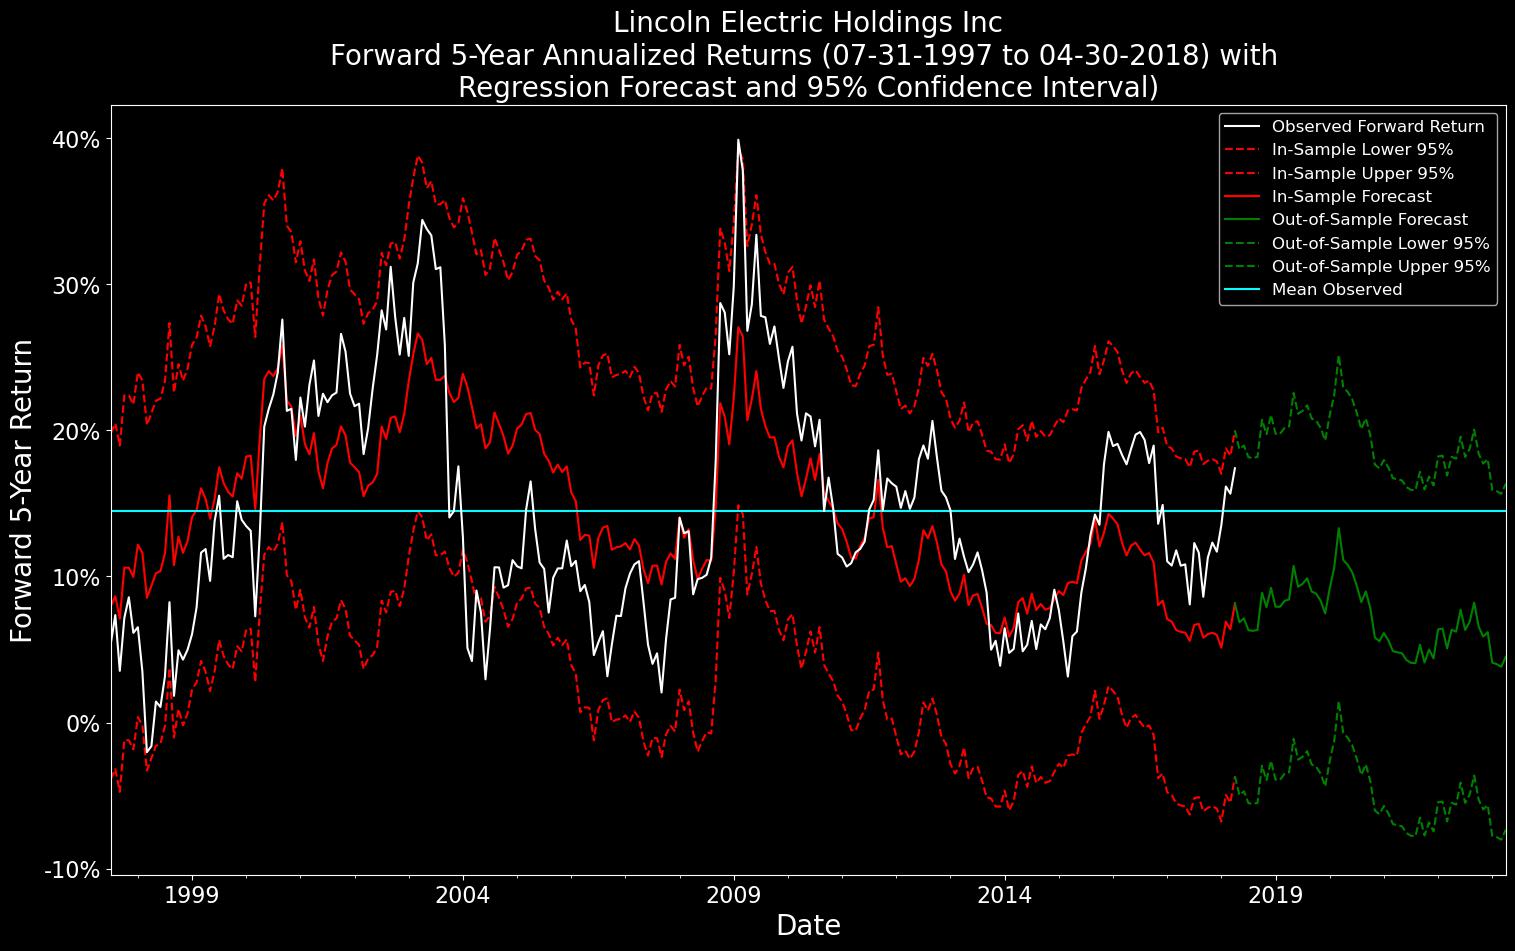 Lincoln Electric Holdings Inc
Forward 5-Year Annualized Returns (07-31-1997 to 04-30-2018) with
Regression Forecast and 95% Confidence Interval)
Forward 5-Year Return
40%
30%
20%
10%
0%
-10%
Observed Forward Return
In-Sample Lower 95%
In-Sample Upper 95%
In-Sample Forecast
Out-of-Sample Forecast
Out-of-Sample Lower 95%
Out-of-Sample Upper 95%
Mean Observed
1999 2004 2009 2014 2019
Date